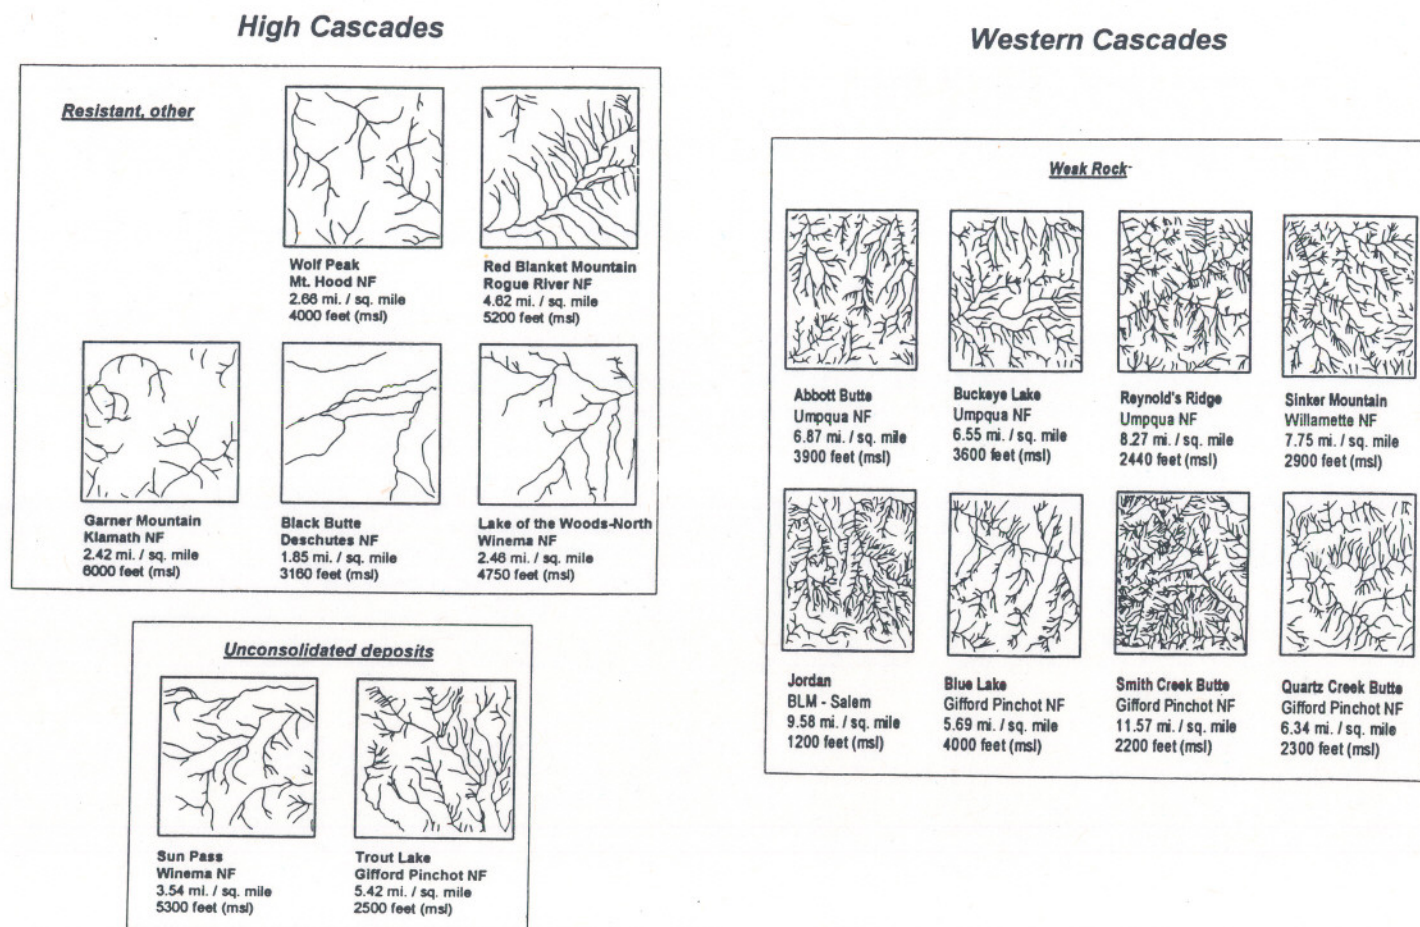 High Cascades
Resistant, other
Wolf Peak
Mt. Hood NF
2.66 mi. / sq. mile
4000 feet (msl)
Red Blanket Mountain
Rogue River NF
4.62 mi. / sq. mile
5200 feet (msl)
Garner Mountain
Klamath NF
2.42 mi. / sq. mile
6000 feet (msl)
Black Butte
Deschutes NF
1.85 mi. / sq. mile
3160 feet (msl)
Lake of the Woods-North
Winema NF
2.46 mi. / sq. mile
4750 feet (msl)
Unconsolidated deposits
Sun Pass
Winema NF
3.54 mi. / sq. mile
5300 feet (msl)
Trout Lake
Gifford Pinchot NF
5.42 mi. / sq. mile
2500 feet (msl)
Western Cascades
Weak Rock
Abbott Butte
Umpqua NF
6.87 mi. / sq. mile
3900 feet (msl)
Buckeye Lake
Umpqua NF
6.55 mi. / sq. mile
3600 feet (msl)
Reynold's Ridge
Umpqua NF
8.27 mi. / sq. mile
2440 feet (msl)
Sinker Mountain
Willamette NF
7.75 mi. / sq. mile
2900 feet (msl)
Jordan
BLM - Salem
9.58 mi. / sq. mile
1200 feet (msl)
Blue Lake
Gifford Pinchot NF
5.69 mi. / sq. mile
4000 feet (msl)
Smith Creek Butte
Gifford Pinchot NF
11.57 mi. / sq. mile
2200 feet (msl)
Quartz Creek Butte
Gifford Pinchot NF
6.34 mi. / sq. mile
2300 feet (msl)